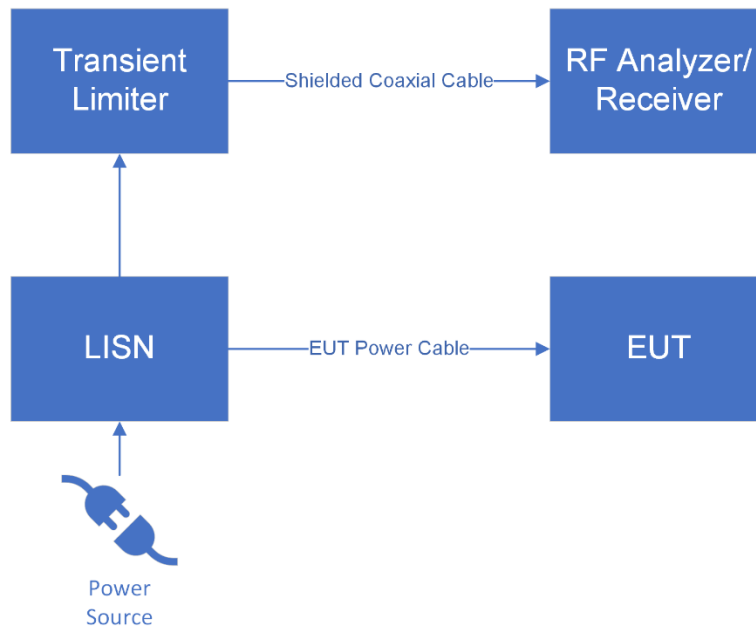 Transient
Limiter
Shielded Coaxial Cable
RF Analyzer/
Receiver
LISN
EUT Power Cable
EUT
Power
Source